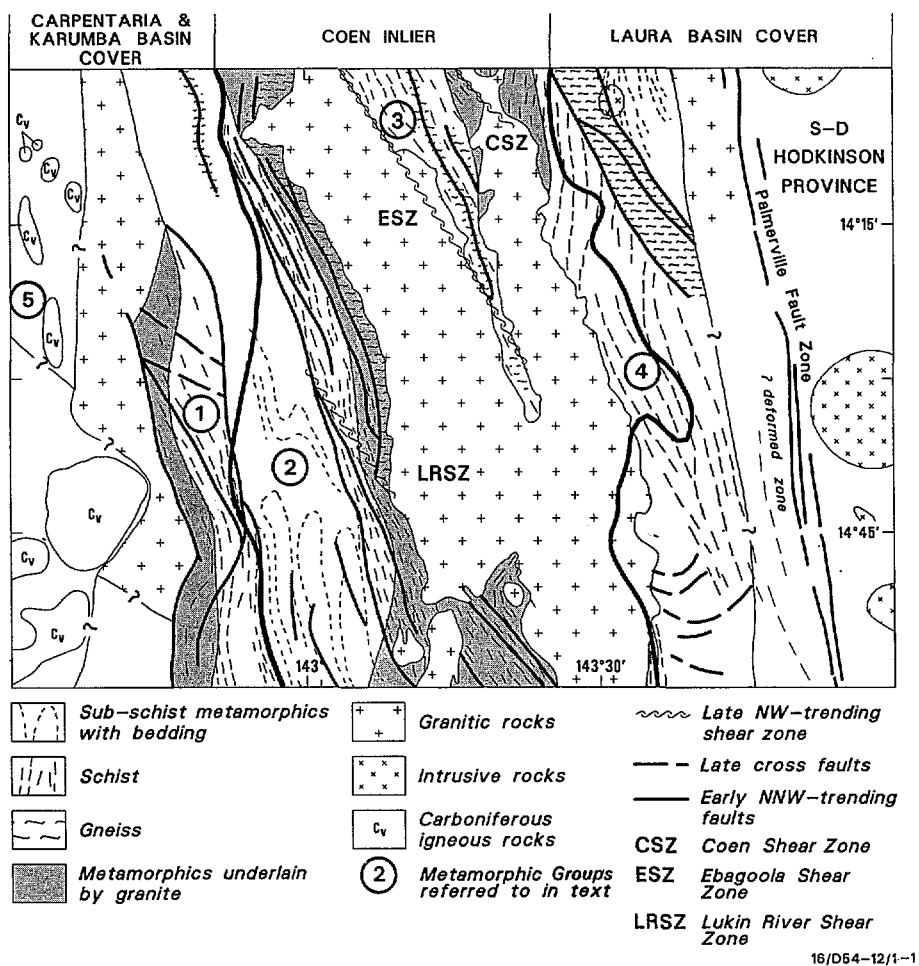 CARPENTARIA &
KARUMBA BASIN
COVER
COEN INLIER
LAURA BASIN COVER
Cv
Cv
Cv
Cv
Cv
Cv
Cv
Cv
1
2
3
4
5
CSZ
ESZ
LRSZ
S-D
HODKINSON
PROVINCE
Palmerville Fault Zone
? deformed zone
?
?
?
?
?
?
?
14°15'
14°45'
143°
143°30'
Sub-schist metamorphics
with bedding
Schist
Gneiss
Metamorphics underlain
by granite
Granitic rocks
Intrusive rocks
Cv Carboniferous
igneous rocks
2 Metamorphic Groups
referred to in text
Late NW-trending
shear zone
Late cross faults
Early NNW-trending
faults
CSZ Coen Shear Zone
ESZ Ebagoola Shear
Zone
LRSZ Lukin River Shear
Zone
16/D54-12/1-1